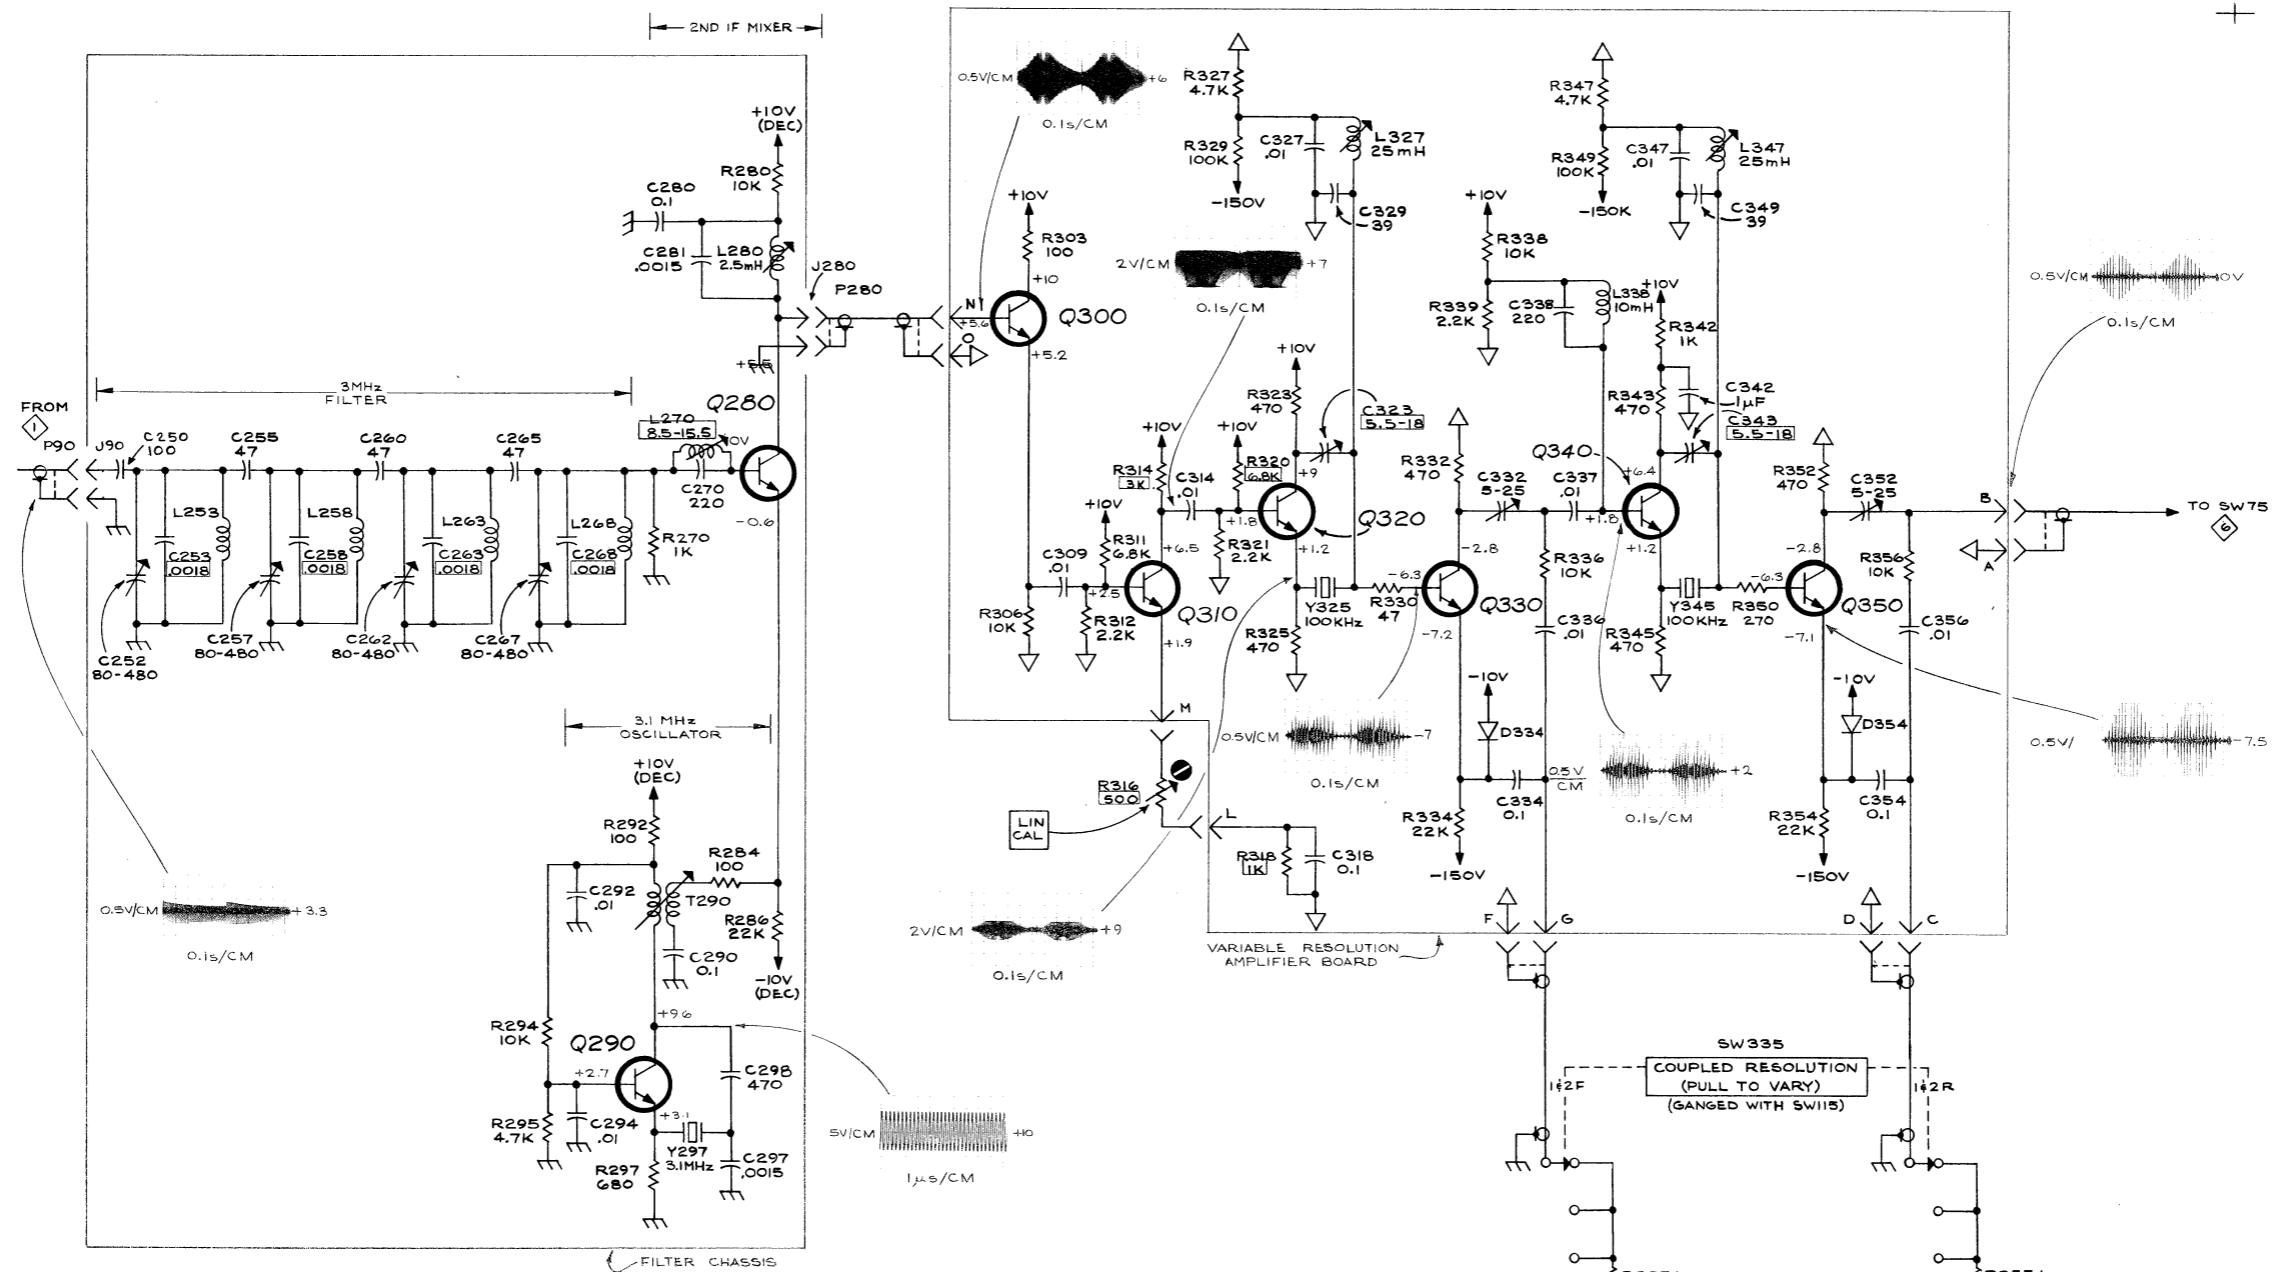 2ND IF MIXER
+10V
(DEC)
R280
10K
C280
0.1
C281
.0015
L280
2.5mH
J280
P280
+5.5
3MHz
FILTER
FROM
1
P90
J90
C250
100
C255
47
C260
47
C265
47
L270
8.5-15.5
0V
Q280
C270
220
-0.6
L253
C253
.0018
L258
C258
.0018
L263
C263
.0018
L268
C268
.0018
R270
1K
C252
80-480
C257
80-480
C262
80-480
C267
80-480
0.5V/CM
+3.3
0.1s/CM
3.1 MHz
OSCILLATOR
+10V
(DEC)
R292
100
R284
100
C292
.01
T290
R286
22K
C290
0.1
-10V
(DEC)
+9.6
R294
10K
Q290
+2.7
C298
470
R295
4.7K
C294
.01
+3.1
Y297
3.1MHz
C297
.0015
R297
680
5V/CM
+10
1µs/CM
FILTER CHASSIS
0.5V/CM
+6
0.1s/CM
+10V
R303
100
+10
N
+5.6
Q300
O
+5.2
R306
10K
C309
.01
+10V
R311
6.8K
+2.5
R312
2.2K
Q310
+6.5
+1.9
+10V
R314
3K
C314
.01
2V/CM
+7
0.1s/CM
M
R316
500
LIN
CAL
L
R318
1K
C318
0.1
+10V
R320
6.8K
R321
2.2K
+1.8
+10V
R323
470
+9
Q320
+1.2
C323
5.5-18
R325
470
Y325
100KHz
R327
4.7K
R329
100K
-150V
C327
.01
L327
25mH
C329
39
2V/CM
+9
0.1s/CM
R330
47
-6.3
Q330
-2.8
-7.2
R332
470
C332
5-25
0.5V/CM
-7
0.1s/CM
-10V
D334
C334
0.1
R334
22K
-150V
R336
10K
C336
.01
C337
.01
+10V
R338
10K
R339
2.2K
C338
220
L338
10mH
+10V
R342
1K
C342
1µF
R343
470
C343
5.5-18
Q340
+6.4
+1.8
+1.2
R345
470
Y345
100KHz
R347
4.7K
R349
100K
-150K
C347
.01
L347
25mH
C349
39
0.5V
CM
+2
0.1s/CM
R350
270
-6.3
Q350
-2.8
-7.1
R352
470
C352
5-25
-10V
D354
C354
0.1
R354
22K
-150V
R356
10K
C356
.01
B
A
TO SW75
6
0.5V/CM
0V
0.1s/CM
0.5V/
-7.5
F
G
D
C
VARIABLE RESOLUTION
AMPLIFIER BOARD
SW335
COUPLED RESOLUTION
(PULL TO VARY)
(GANGED WITH SW115)
1&2F
1&2R